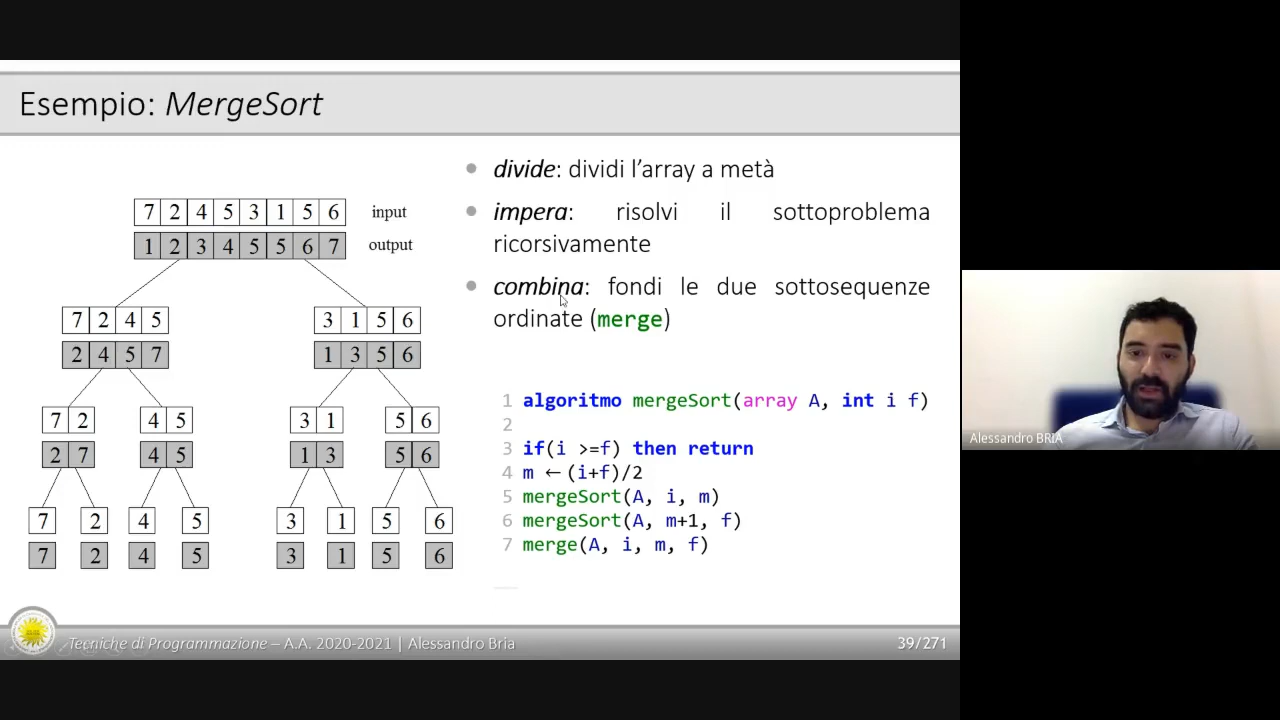 Esempio: MergeSort
7 2 4 5 3 1 5 6 input
1 2 3 4 5 5 6 7 output
7 2 4 5 3 1 5 6
2 4 5 7 1 3 5 6
7 2 4 5 3 1 5 6
2 7 4 5 1 3 5 6
7 2 4 5 3 1 5 6
7 2 4 5 3 1 5 6
• divide: dividi l’array a metà
• impera: risolvi il sottoproblema
ricorsivamente
• combina: fondi le due sottosequenze
ordinate (merge)
1 algoritmo mergeSort(array A, int i f)
2
3 if(i >=f) then return
4 m ←(i+f)/2
5 mergeSort(A, i, m)
6 mergeSort(A, m+1, f)
7 merge(A, i, m, f)
Alessandro BRIA
Tecniche di Programmazione – A.A. 2020-2021 | Alessandro Bria
39/271